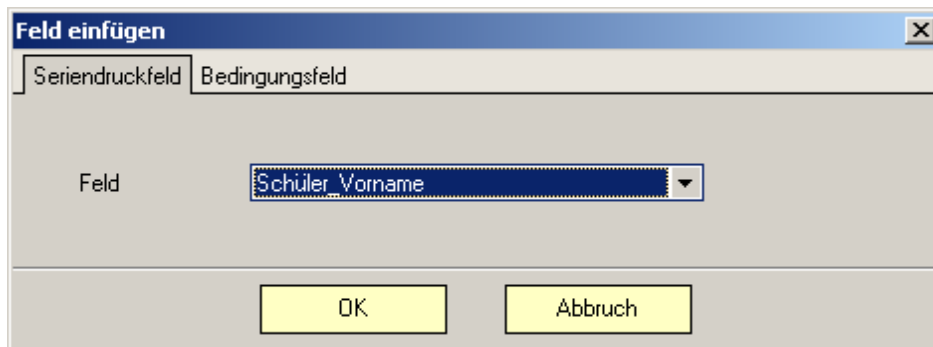 Feld einfügen
Seriendruckfeld Bedingungsfeld
Feld Schüler_Vorname
OK Abbruch